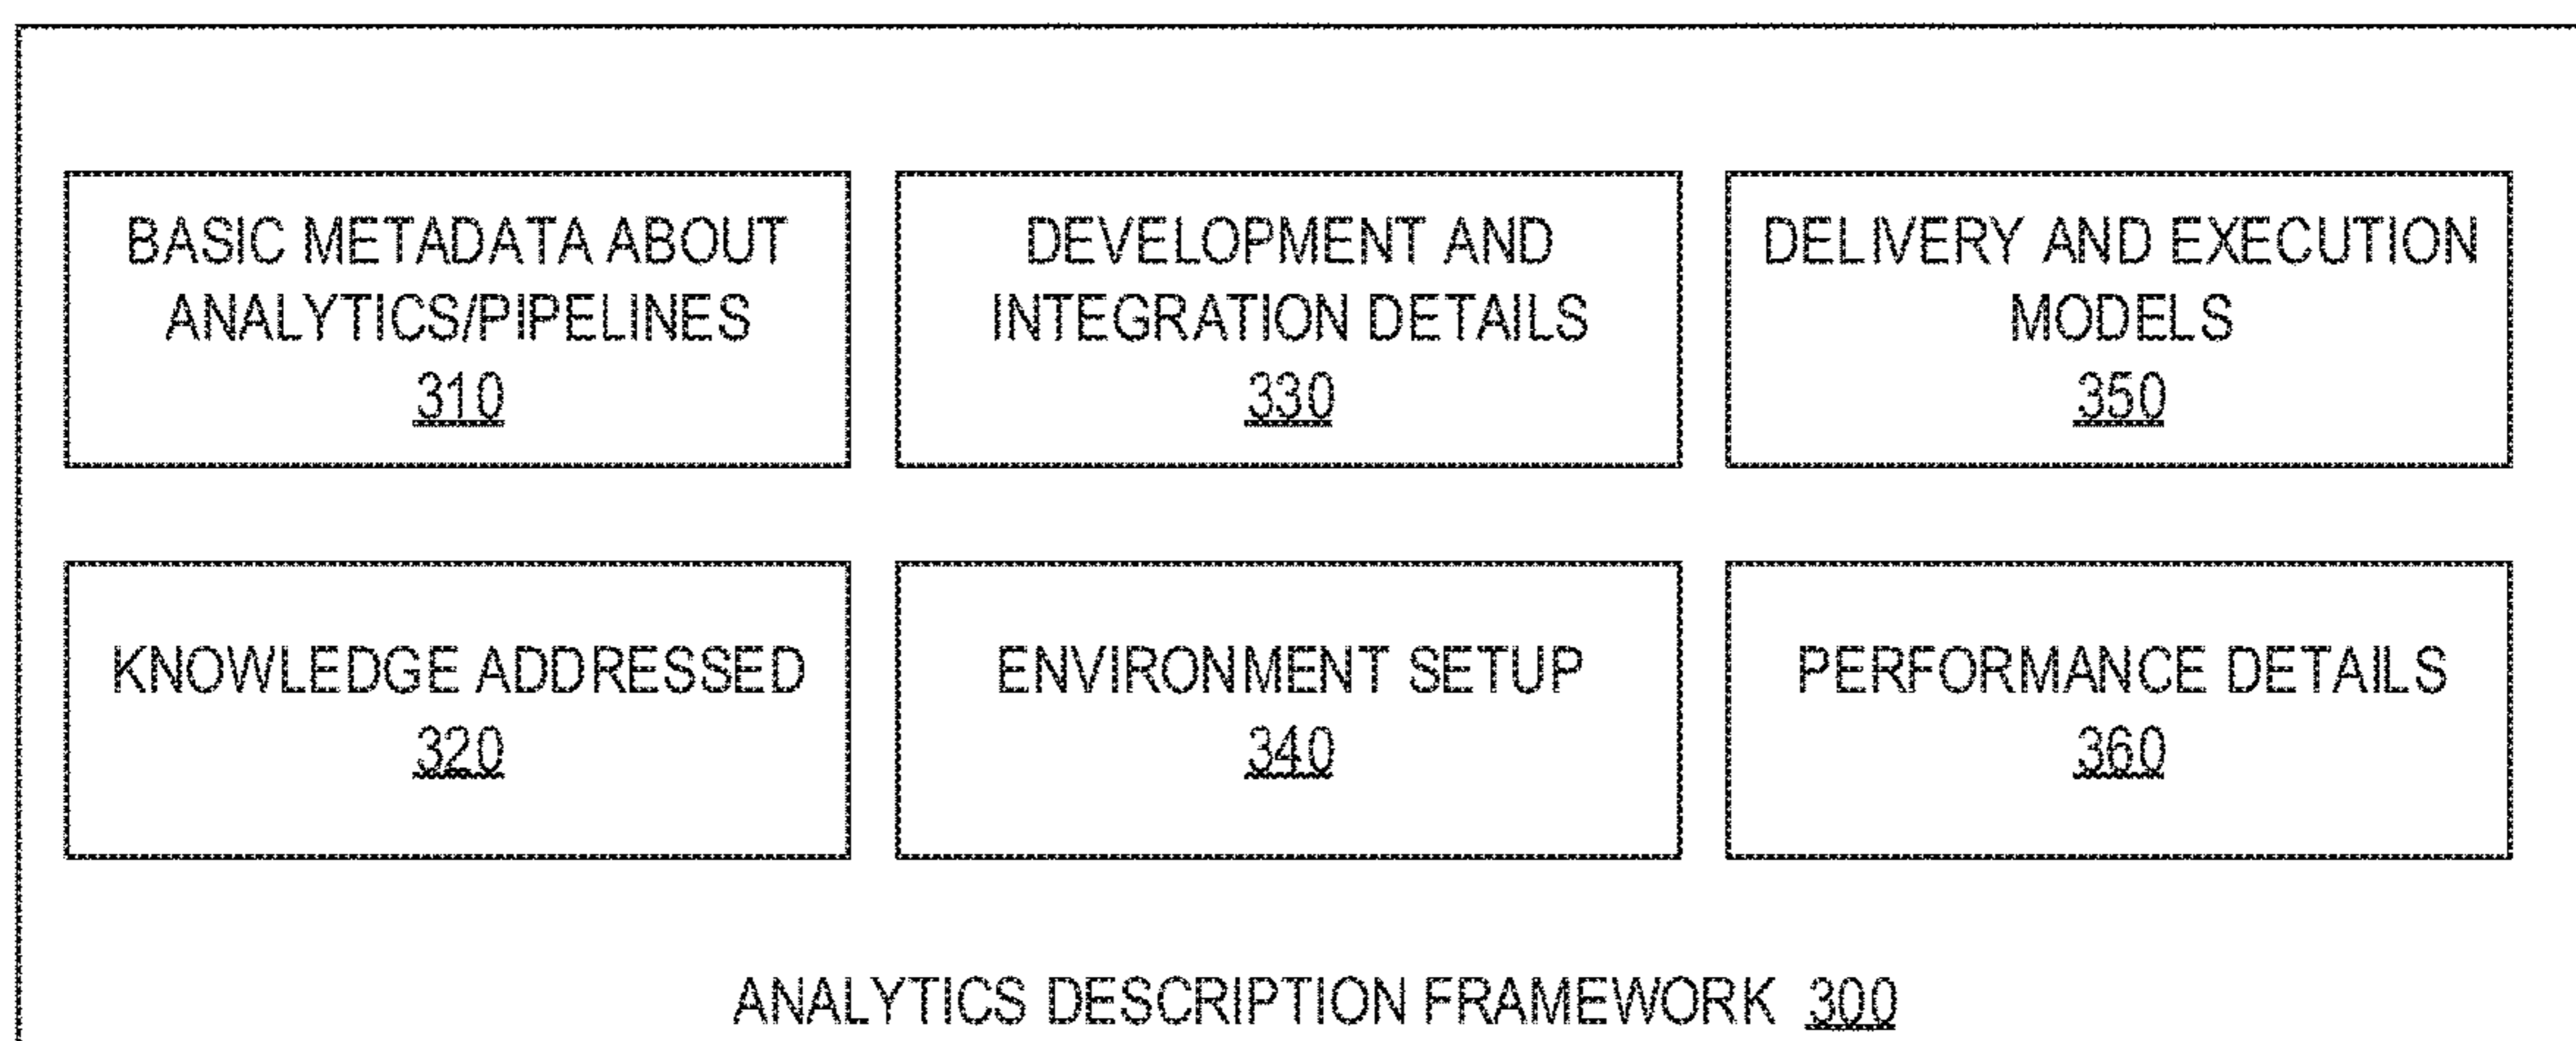 BASIC METADATA ABOUT
ANALYTICS/PIPELINES
310
DEVELOPMENT AND
INTEGRATION DETAILS
330
DELIVERY AND EXECUTION
MODELS
350
KNOWLEDGE ADDRESSED
320
ENVIRONMENT SETUP
340
PERFORMANCE DETAILS
360
ANALYTICS DESCRIPTION FRAMEWORK 300